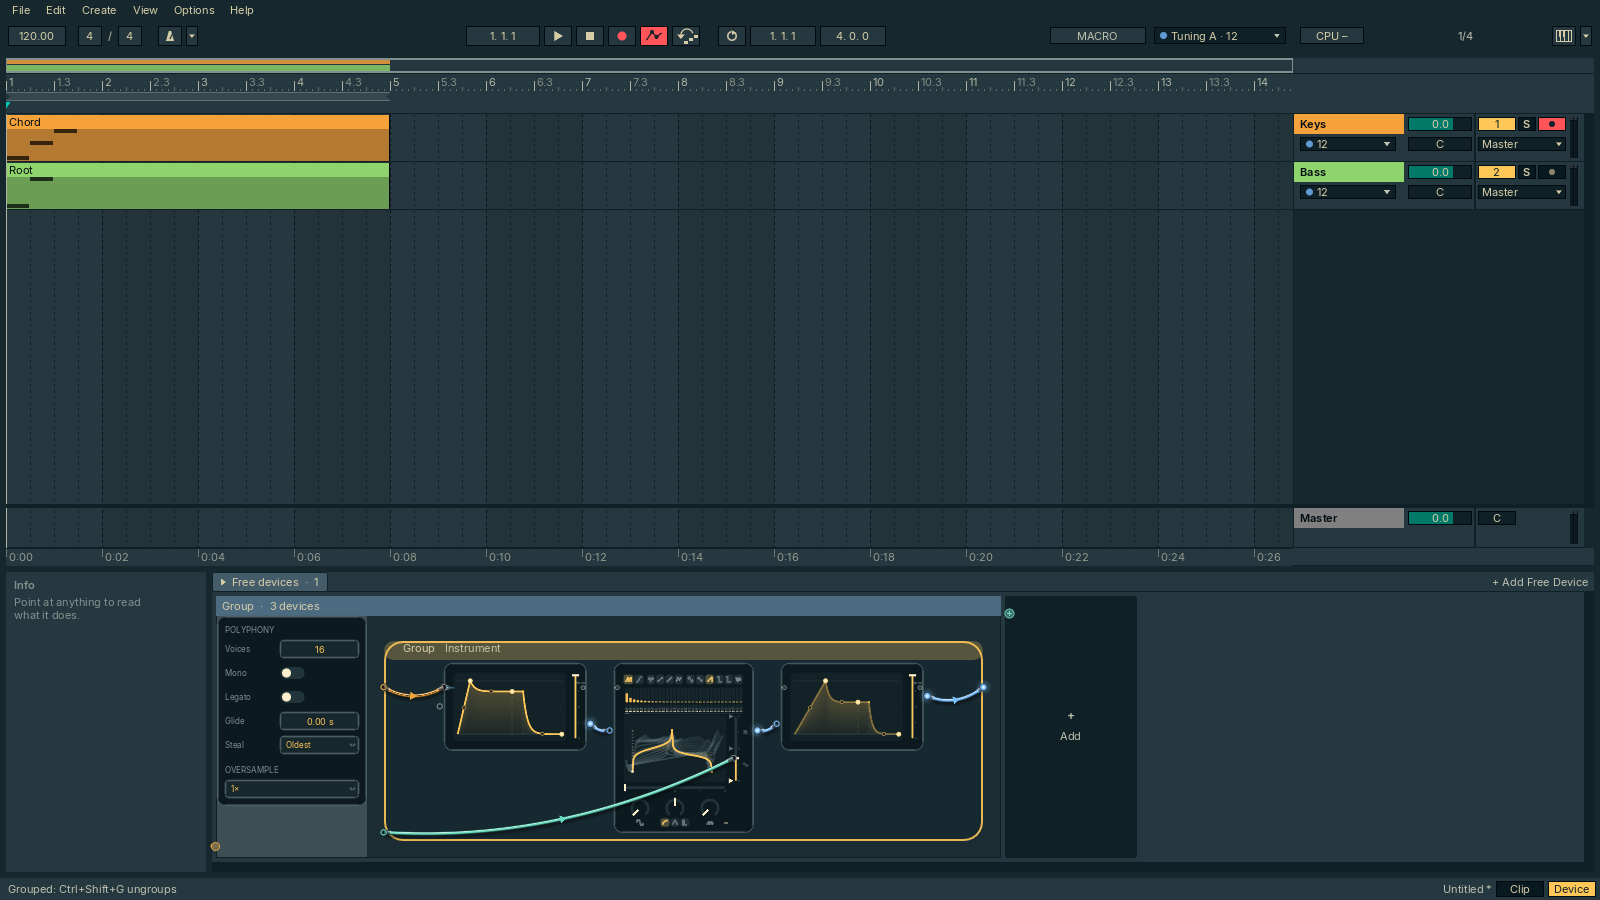 File Edit Create View Options Help
120.00 4 / 4 1. 1. 1 1. 1. 1 4. 0. 0 MACRO Tuning A · 12 CPU – 1/4
1 1.3 2 2.3 3 3.3 4 4.3 5 5.3 6 6.3 7 7.3 8 8.3 9 9.3 10 10.3 11 11.3 12 12.3 13 13.3 14
Chord
Keys 0.0 1 S
12 C Master
Root
Bass 0.0 2 S
12 C Master
Master 0.0 C
0:00 0:02 0:04 0:06 0:08 0:10 0:12 0:14 0:16 0:18 0:20 0:22 0:24 0:26
Info
Point at anything to read
what it does.
Free devices · 1
+ Add Free Device
Group · 3 devices
POLYPHONY
Voices 16
Mono
Legato
Glide 0.00 s
Steal Oldest
OVERSAMPLE
1×
Group Instrument
+
Add
Grouped: Ctrl+Shift+G ungroups
Untitled * Clip Device